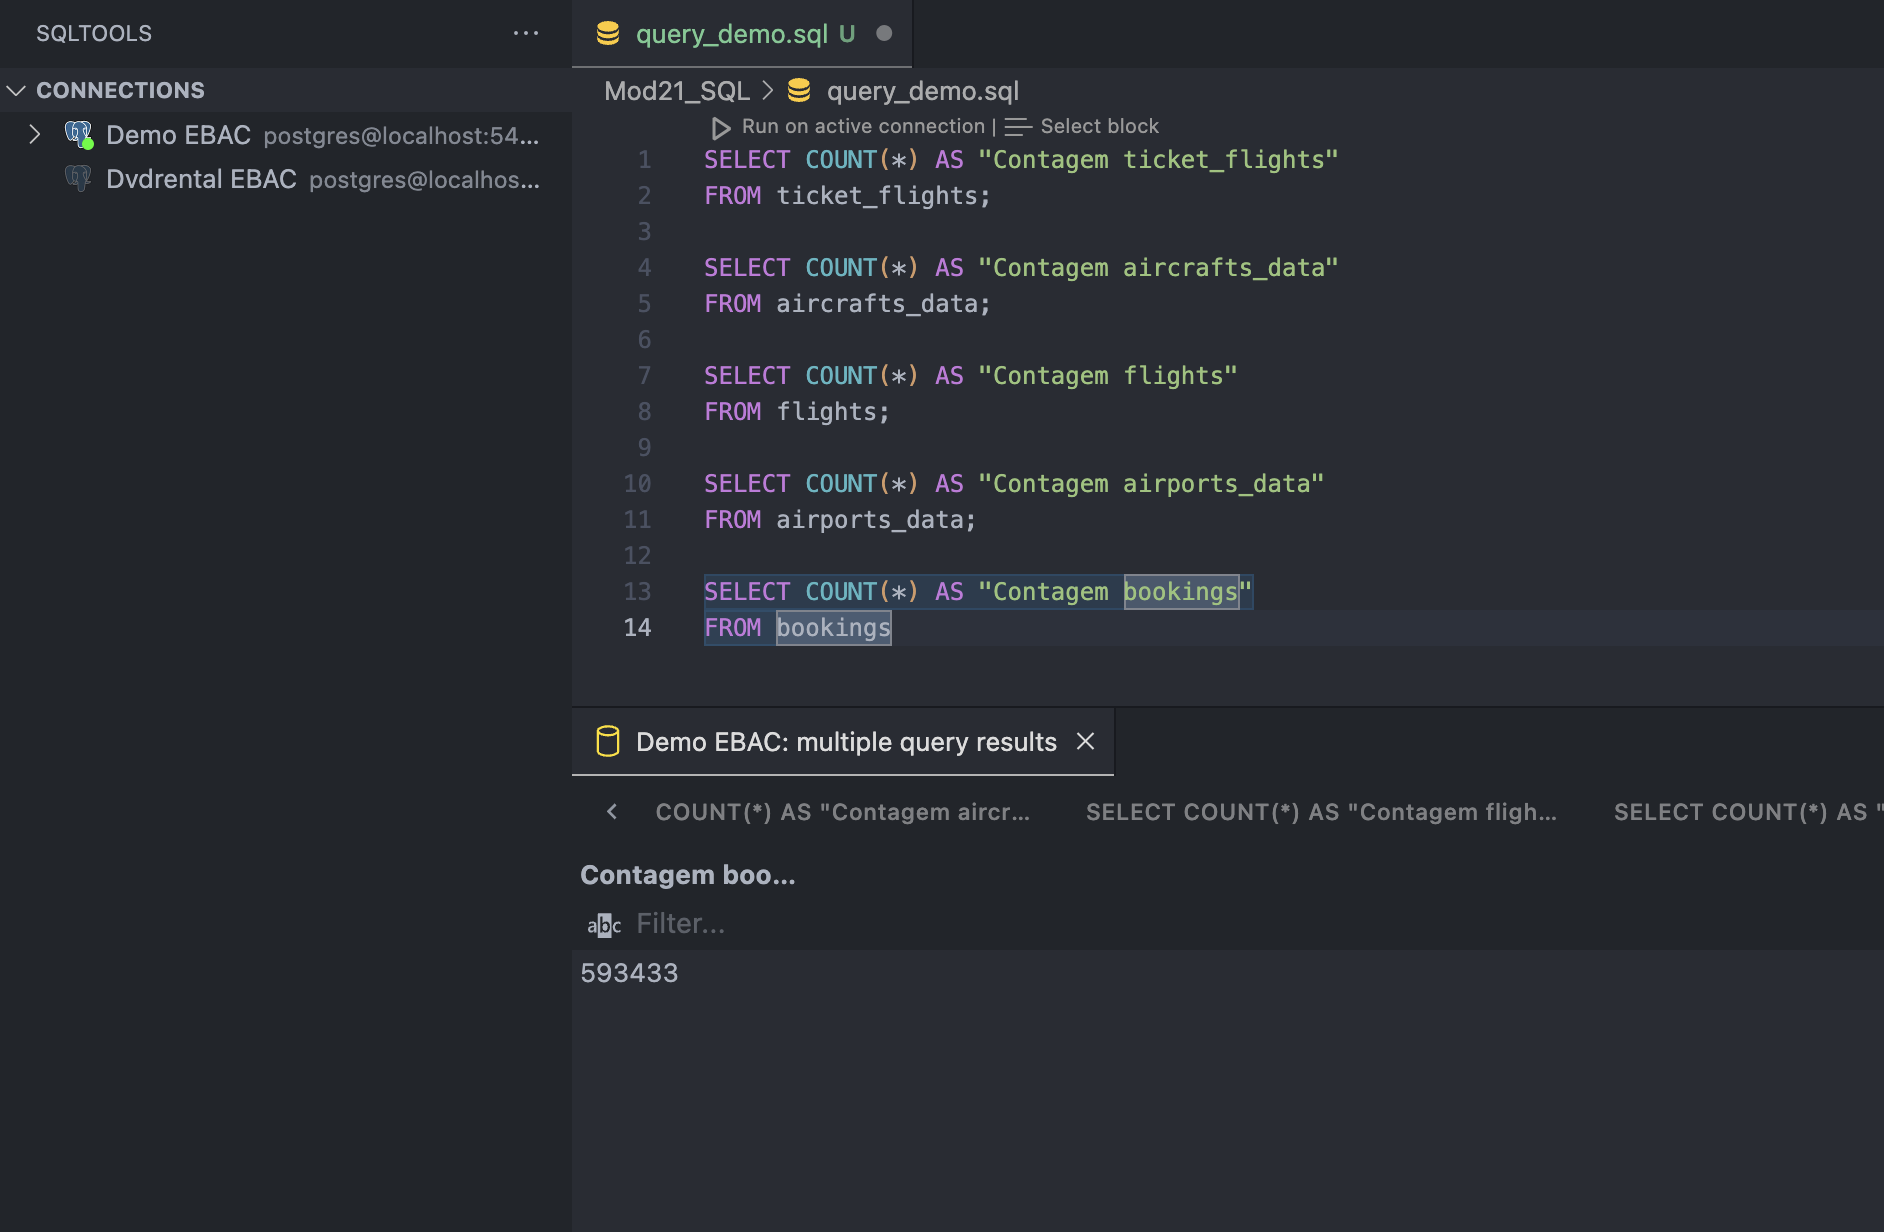 SQLTOOLS
···
CONNECTIONS
Demo EBAC postgres@localhost:54...
Dvdrental EBAC postgres@localhos...
query_demo.sql U
Mod21_SQL > query_demo.sql
Run on active connection | Select block
1 SELECT COUNT(*) AS "Contagem ticket_flights"
2 FROM ticket_flights;
3
4 SELECT COUNT(*) AS "Contagem aircrafts_data"
5 FROM aircrafts_data;
6
7 SELECT COUNT(*) AS "Contagem flights"
8 FROM flights;
9
10 SELECT COUNT(*) AS "Contagem airports_data"
11 FROM airports_data;
12
13 SELECT COUNT(*) AS "Contagem bookings"
14 FROM bookings
Demo EBAC: multiple query results
COUNT(*) AS "Contagem aircr... SELECT COUNT(*) AS "Contagem fligh... SELECT COUNT(*) AS "
Contagem boo...
abc Filter...
593433